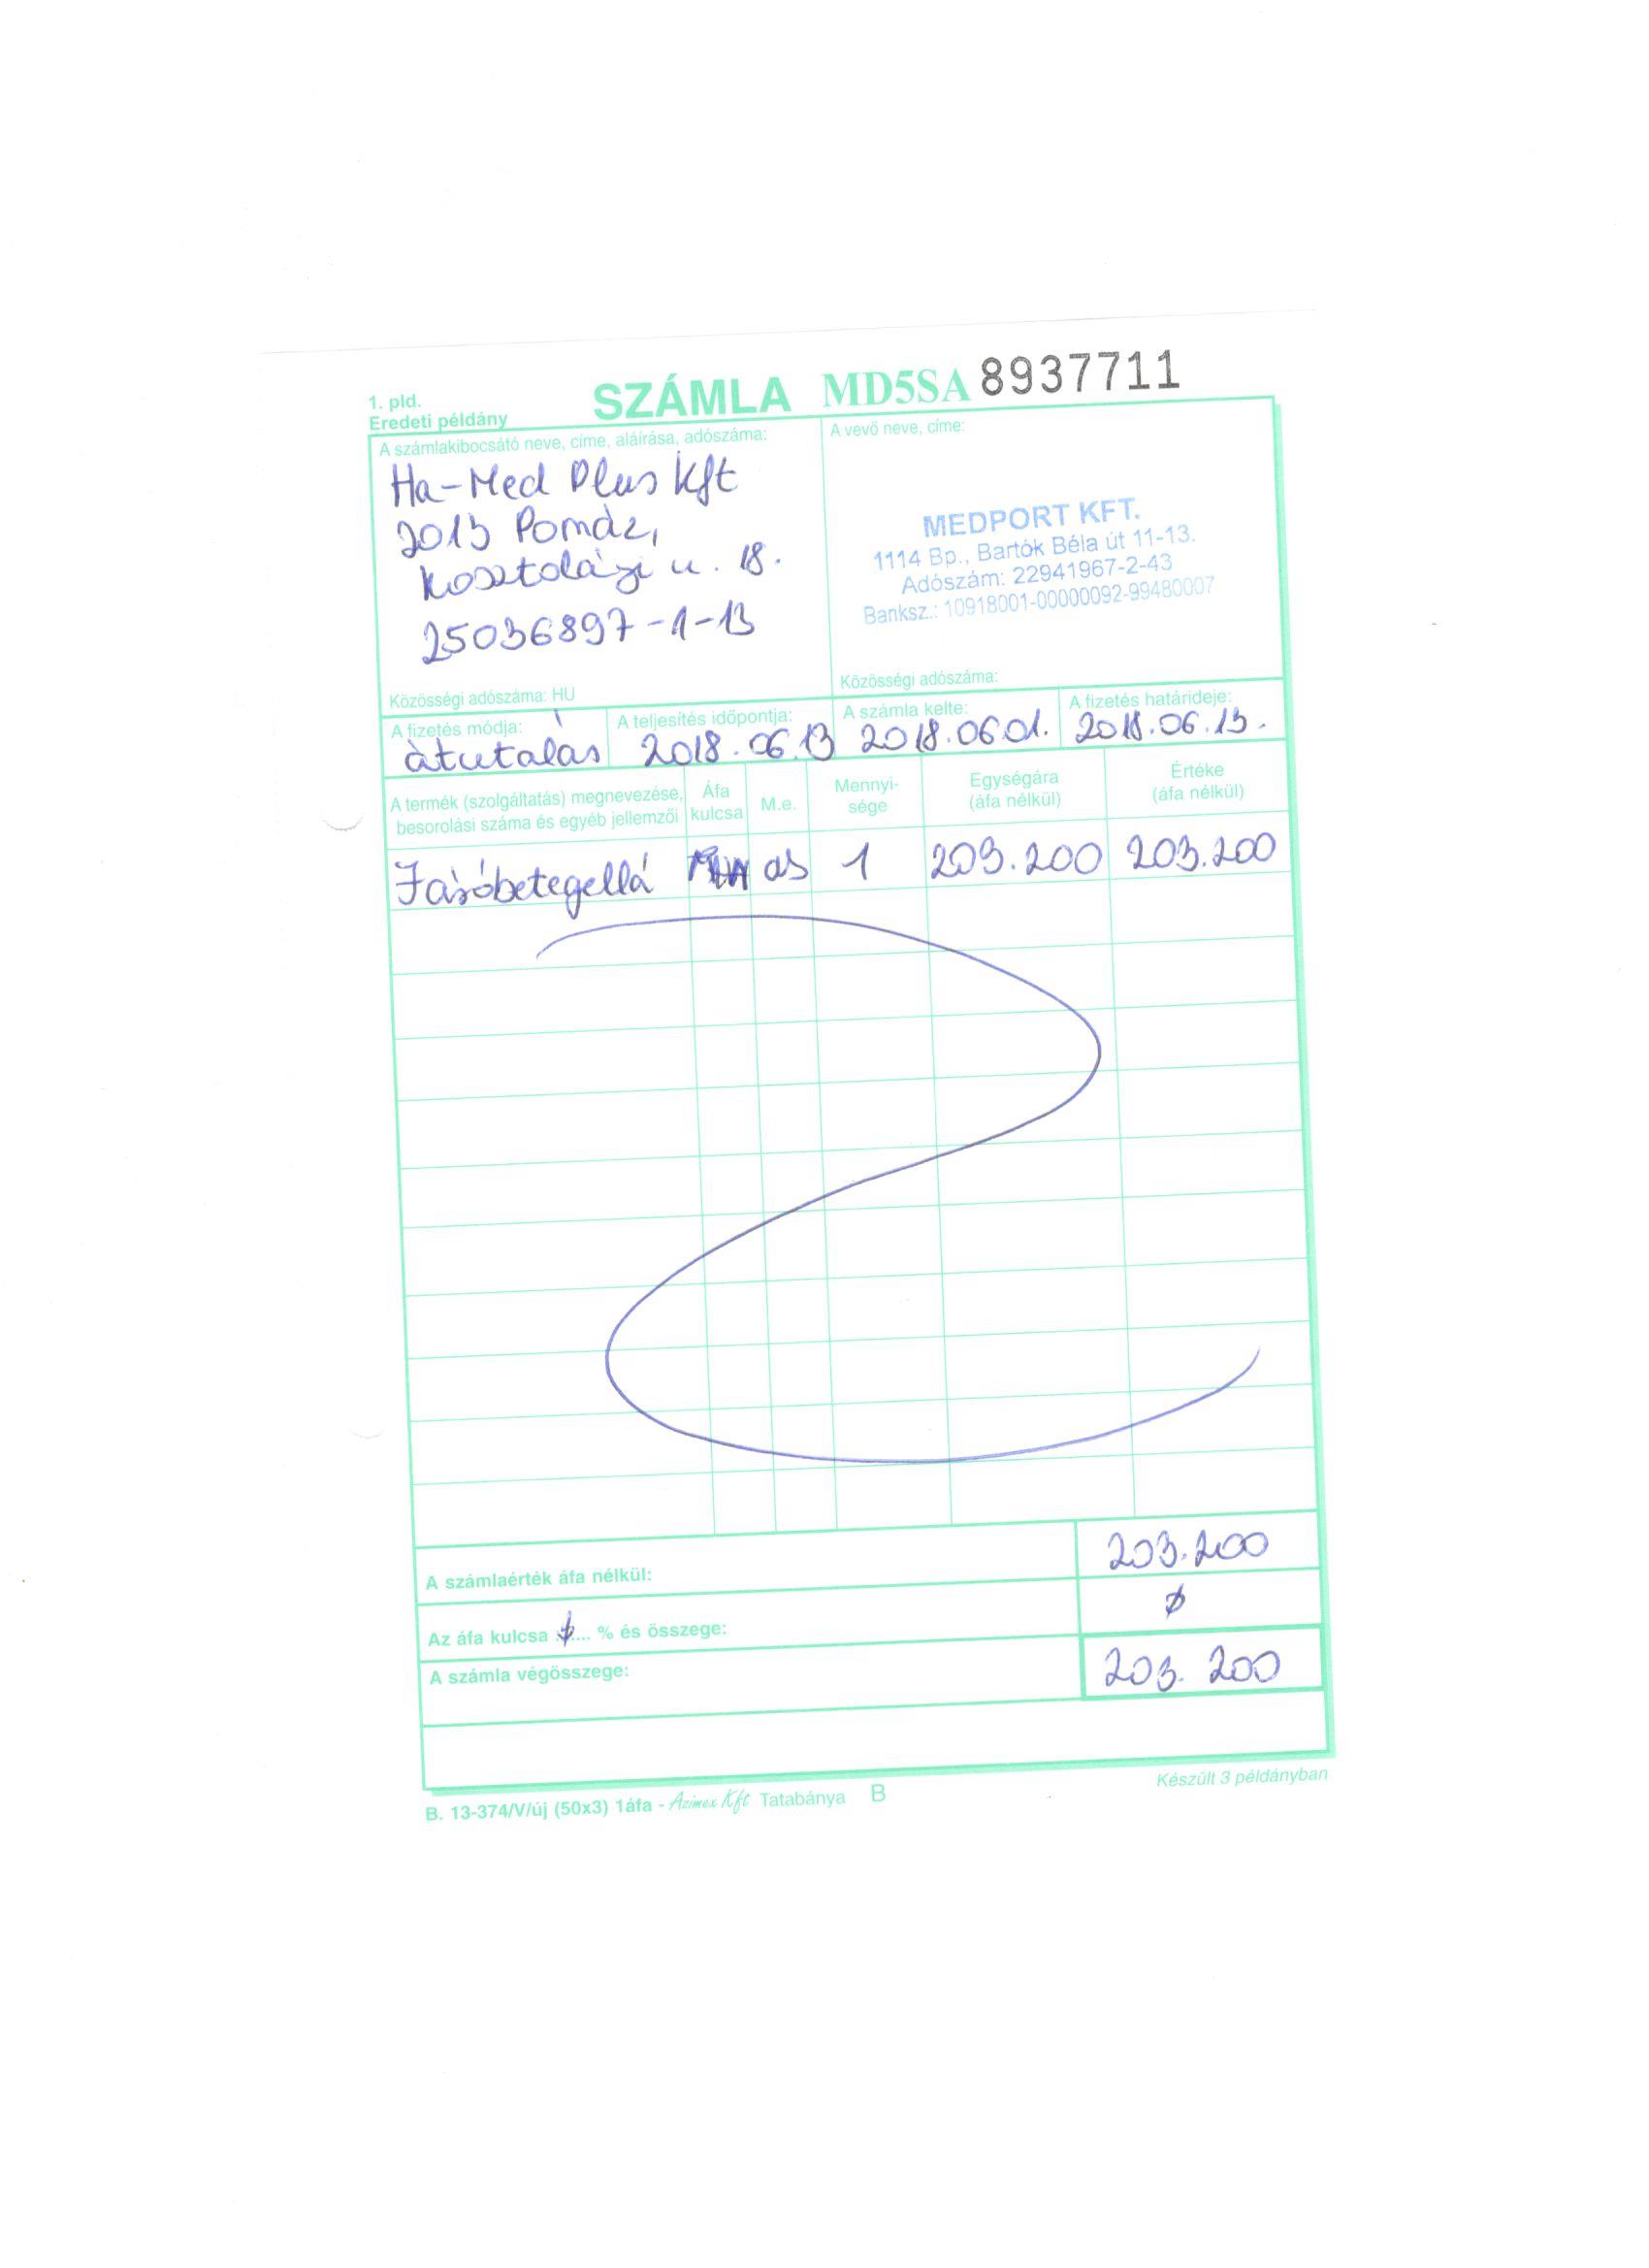 1. pld.
Eredeti példány
SZÁMLA MD5SA 8937711
A számlakibocsátó neve, címe, aláírása, adószáma:
Ha-Med Plus Kft
2013 Pomáz,
Kosztolányi u. 18.
25036897-1-13
Közösségi adószáma: HU
A vevő neve, címe:
MEDPORT KFT.
1114 Bp., Bartók Béla út 11-13.
Adószám: 22941967-2-43
Banksz.: 10918001-00000092-99480007
Közösségi adószáma:
A fizetés módja:
átutalás
A teljesítés időpontja:
2018.06.13
A számla kelte:
2018.06.01.
A fizetés határideje:
2018.06.13.
A termék (szolgáltatás) megnevezése, besorolási száma és egyéb jellemzői
Áfa kulcsa
M.e.
Mennyi-
sége
Egységára
(áfa nélkül)
Értéke
(áfa nélkül)
Járóbetegellá 1 203.200 203.200
A számlaérték áfa nélkül: 203.200
Az áfa kulcsa ø.... % és összege: ø
A számla végösszege: 203.200
B. 13-374/V/új (50x3) 1áfa - Azimex Kft Tatabánya B
Készült 3 példányban